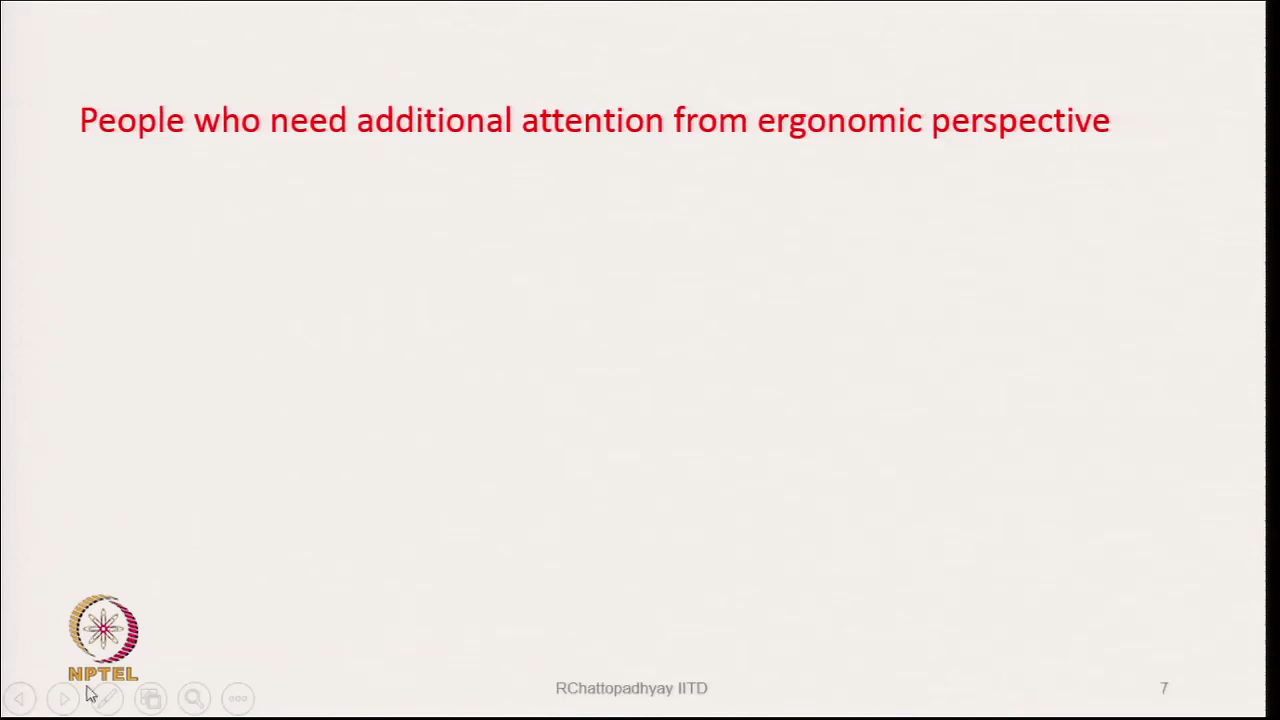 People who need additional attention from ergonomic perspective
NPTEL
RChattopadhyay IITD
7